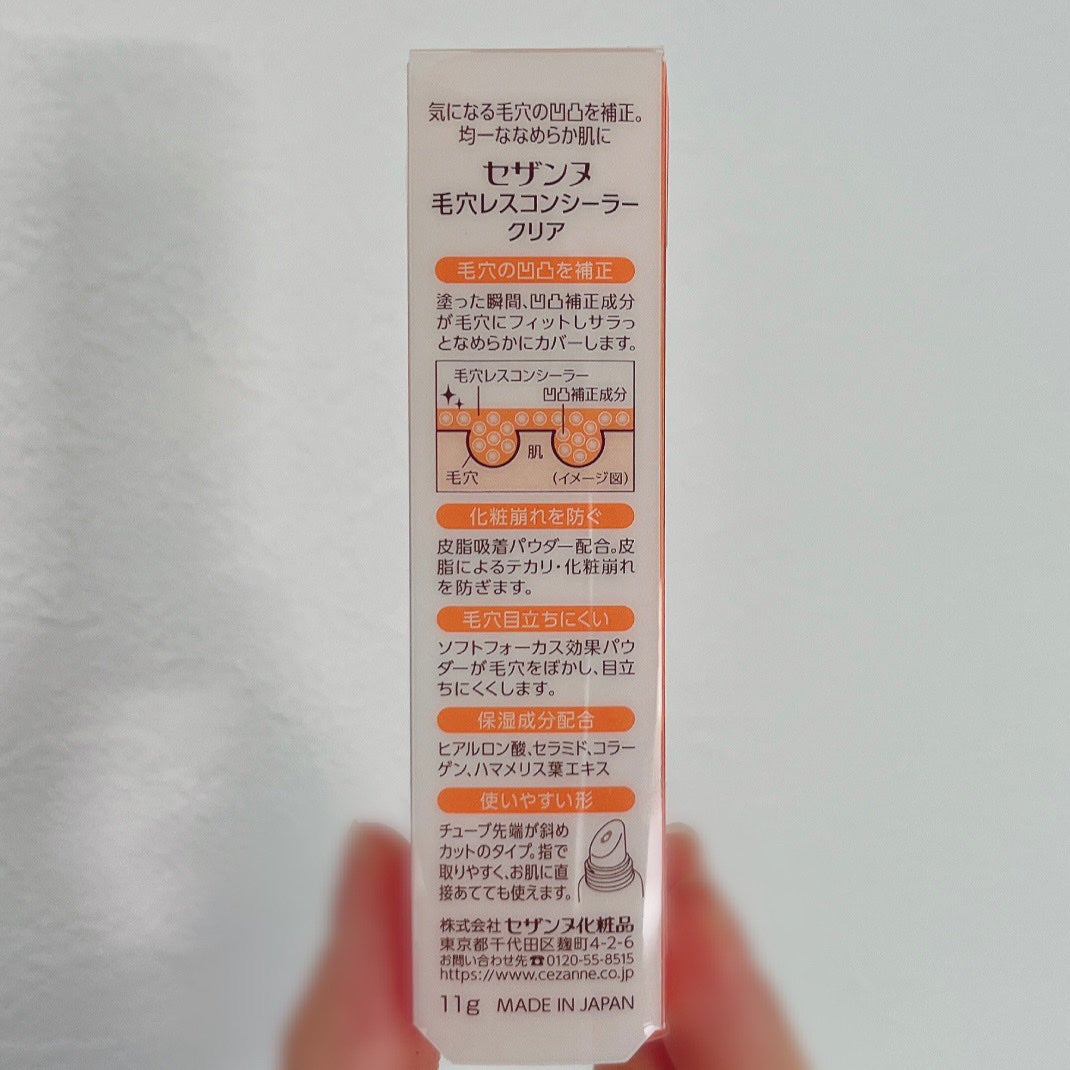 気になる毛穴の凹凸を補正。
均一ななめらか肌に
セザンヌ
毛穴レスコンシーラー
クリア
毛穴の凹凸を補正
塗った瞬間、凹凸補正成分
が毛穴にフィットしサラっ
となめらかにカバーします。
毛穴レスコンシーラー
凹凸補正成分
肌
毛穴
(イメージ図)
化粧崩れを防ぐ
皮脂吸着パウダー配合。皮
脂によるテカリ・化粧崩れ
を防ぎます。
毛穴目立ちにくい
ソフトフォーカス効果パウ
ダーが毛穴をぼかし、目立
ちにくくします。
保湿成分配合
ヒアルロン酸、セラミド、コラー
ゲン、ハマメリス葉エキス
使いやすい形
チューブ先端が斜め
カットのタイプ。指で
取りやすく、お肌に直
接あてても使えます。
株式会社 セザンヌ化粧品
東京都千代田区麹町4-2-6
お問い合わせ先☎0120-55-8515
https://www.cezanne.co.jp
11g MADE IN JAPAN